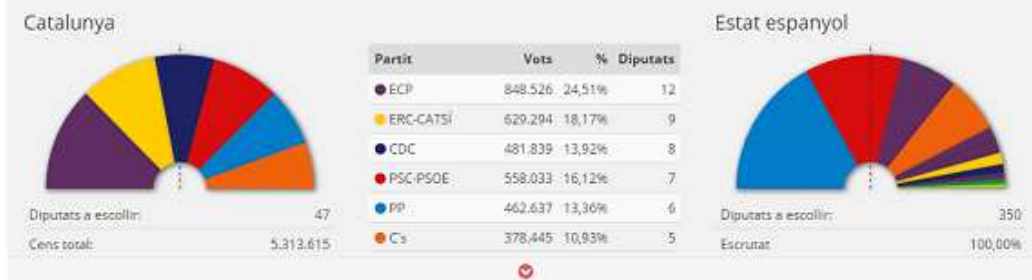 Catalunya
Diputats a escollir: 47
Cens total: 5.313.615
Partit Vots % Diputats
ECP 848.526 24,51% 12
ERC-CATSÍ 629.294 18,17% 9
CDC 481.839 13,92% 8
PSC-PSOE 558.033 16,12% 7
PP 462.637 13,36% 6
C's 378.445 10,93% 5
Estat espanyol
Diputats a escollir: 350
Escrutat 100,00%